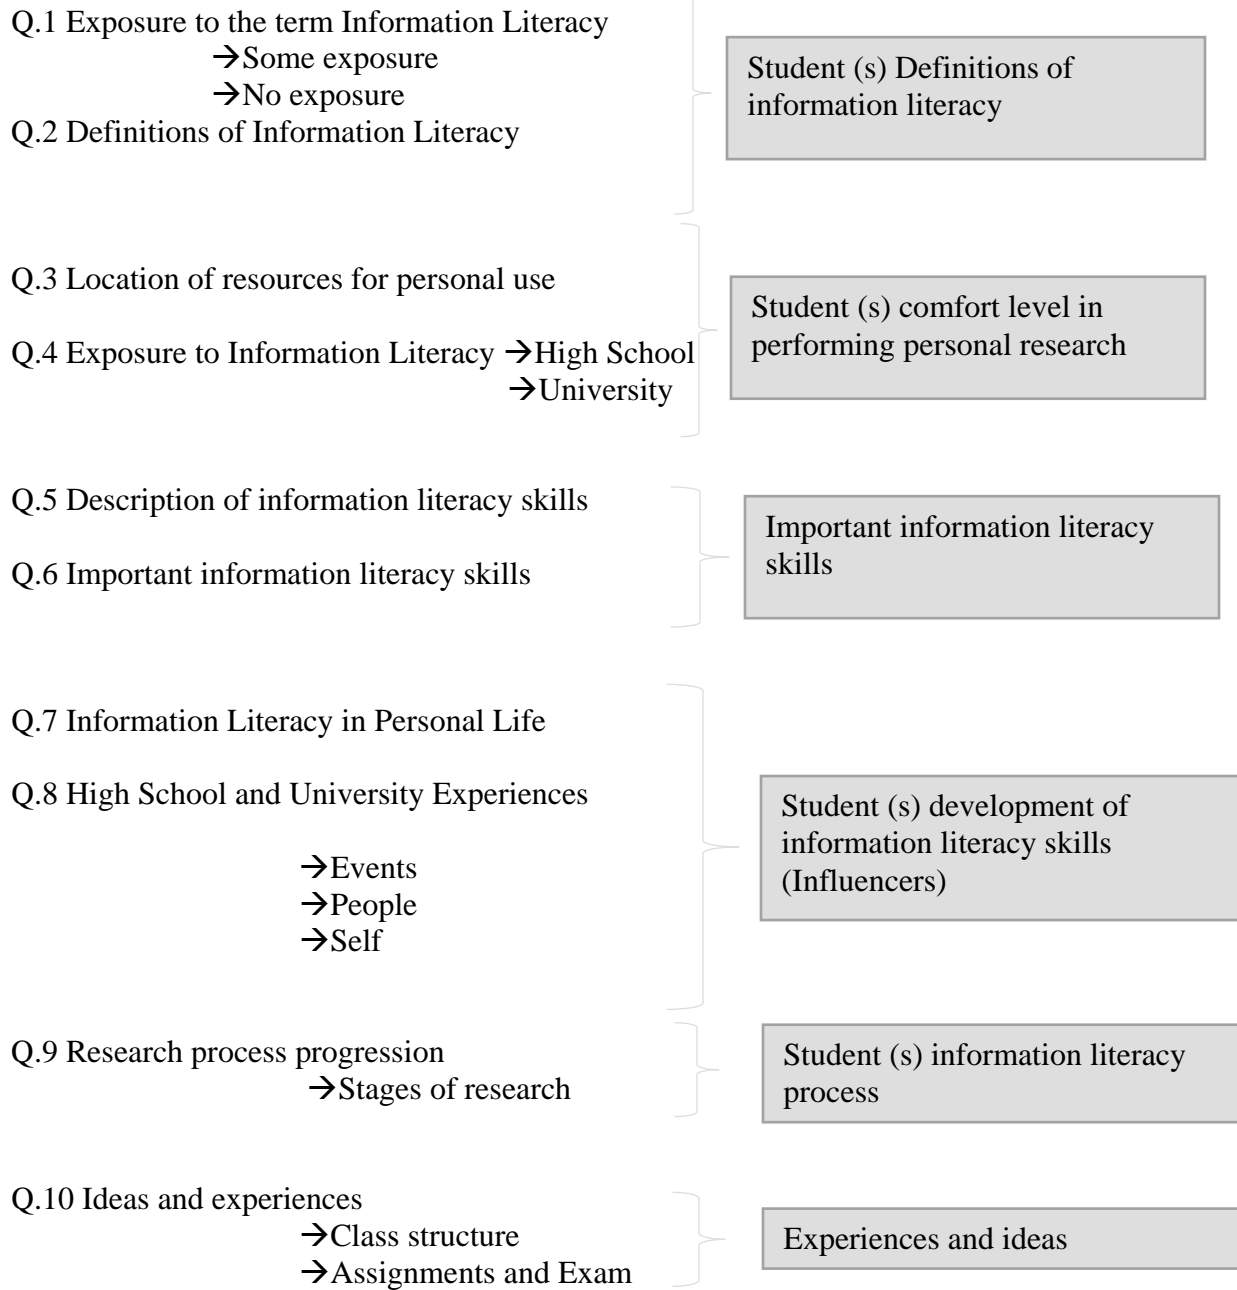 Q.1 Exposure to the term Information Literacy
→Some exposure
→No exposure
Q.2 Definitions of Information Literacy
Student (s) Definitions of
information literacy
Q.3 Location of resources for personal use
Q.4 Exposure to Information Literacy →High School
→University
Student (s) comfort level in
performing personal research
Q.5 Description of information literacy skills
Q.6 Important information literacy skills
Important information literacy
skills
Q.7 Information Literacy in Personal Life
Q.8 High School and University Experiences
→Events
→People
→Self
Student (s) development of
information literacy skills
(Influencers)
Q.9 Research process progression
→Stages of research
Student (s) information literacy
process
Q.10 Ideas and experiences
→Class structure
→Assignments and Exam
Experiences and ideas